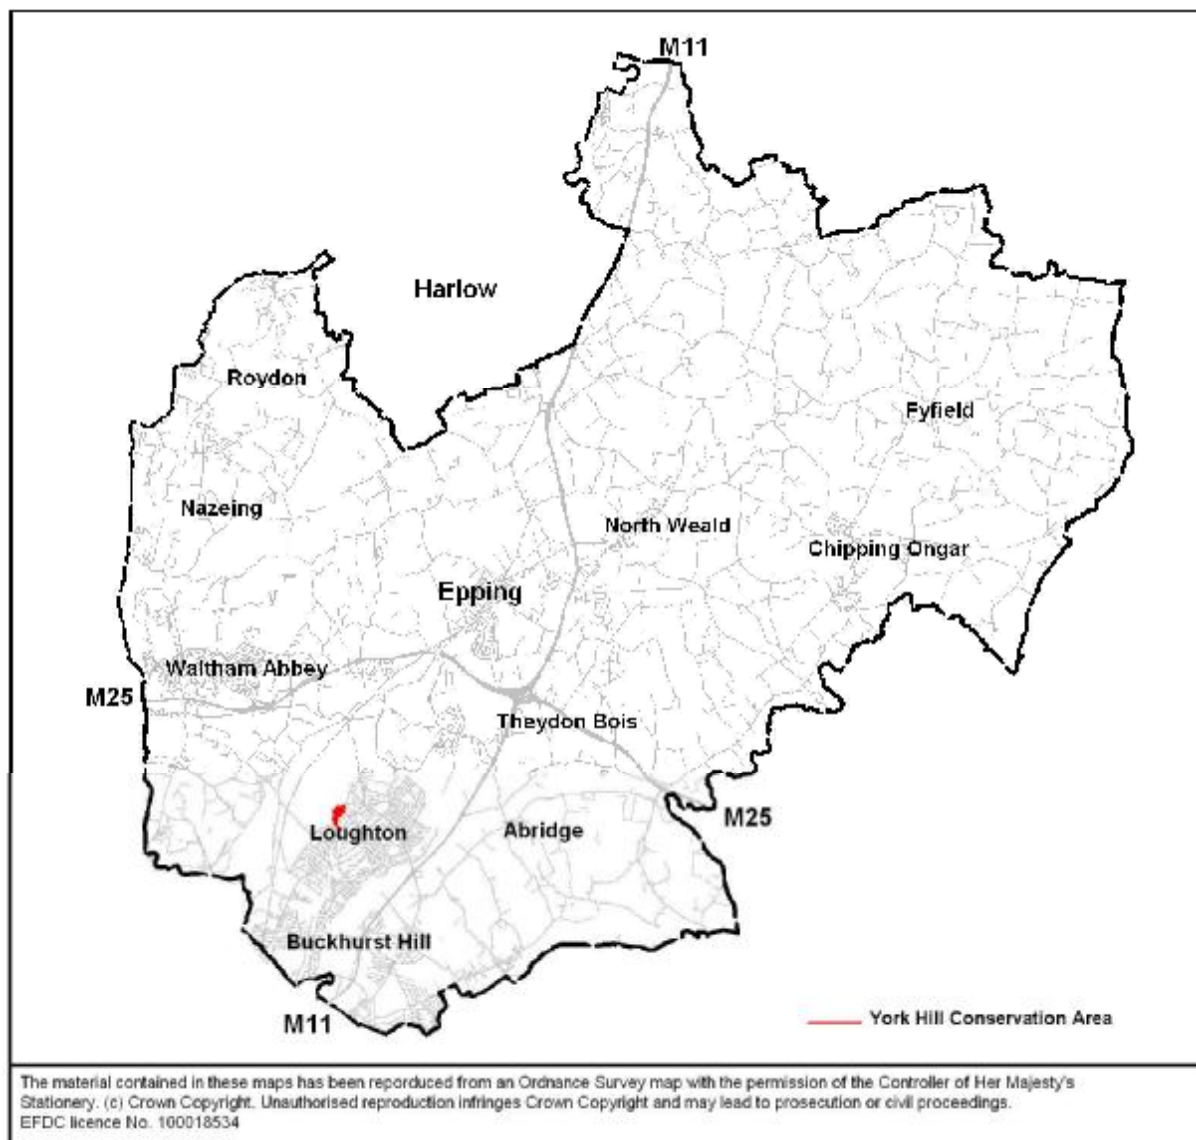 M11
Harlow
Roydon
Fyfield
Nazeing
North Weald
Chipping Ongar
Epping
Waltham Abbey
M25
Theydon Bois
M25
Loughton
Abridge
Buckhurst Hill
M11
York Hill Conservation Area
The material contained in these maps has been reporduced from an Ordnance Survey map with the permission of the Controller of Her Majesty's
Stationery. (c) Crown Copyright. Unauthorised reproduction infringes Crown Copyright and may lead to prosecution or civil proceedings.
EFDC licence No. 100018534